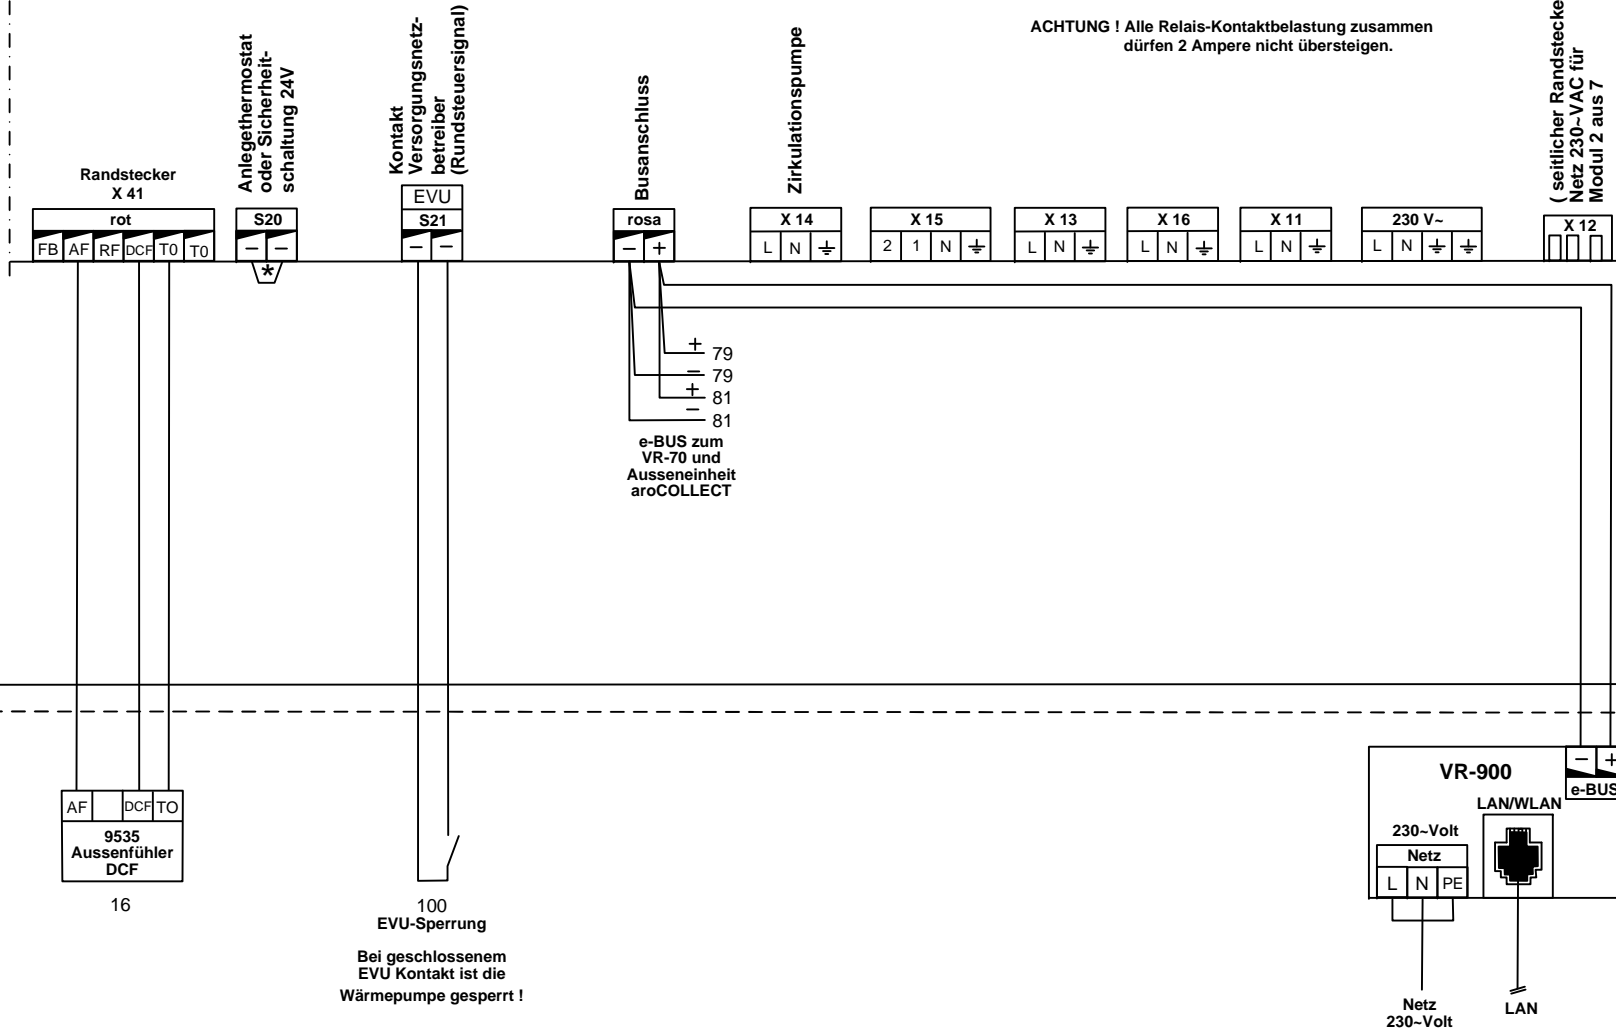 ACHTUNG ! Alle Relais-Kontaktbelastung zusammen
dürfen 2 Ampere nicht übersteigen.
Anlegethermostat
oder Sicherheit-
schaltung 24V
Kontakt
Versorgungsnetz-
betreiber
(Rundsteuersignal)
Busanschluss
Zirkulationspumpe
( seitlicher Randstecke
Netz 230~VAC für
Modul 2 aus 7
Randstecker
X 41
rot
FB AF RF DCF T0 T0
S20
– –
*
EVU
S21
– –
rosa
– +
X 14
L N
X 15
2 1 N
X 13
L N
X 16
L N
X 11
L N
230 V~
L N
X 12
+ 79
– 79
+ 81
– 81
e-BUS zum
VR-70 und
Ausseneinheit
aroCOLLECT
AF DCF TO
9535
Aussenfühler
DCF
16
100
EVU-Sperrung
Bei geschlossenem
EVU Kontakt ist die
Wärmepumpe gesperrt !
VR-900
– +
e-BUS
LAN/WLAN
230~Volt
Netz
L N PE
Netz
230~Volt
LAN